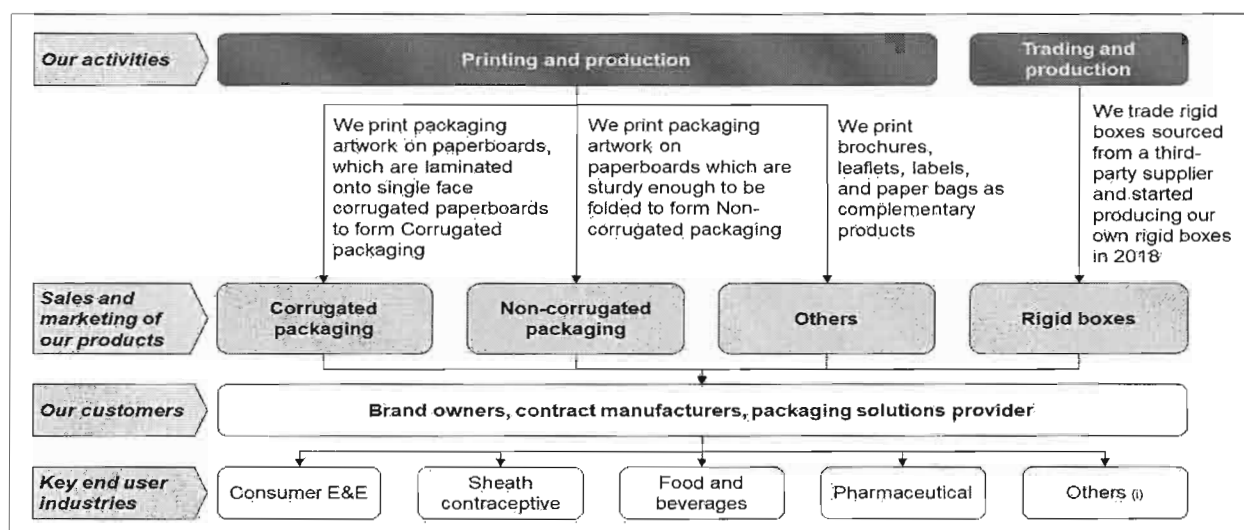 Our activities
Printing and production
Trading and
production
We print packaging
artwork on paperboards,
which are laminated
onto single face
corrugated paperboards
to form Corrugated
packaging
We print packaging
artwork on
paperboards which are
sturdy enough to be
folded to form Non-
corrugated packaging
We print
brochures,
leaflets, labels,
and paper bags as
complementary
products
We trade rigid
boxes sourced
from a third-
party supplier
and started
producing our
own rigid boxes
in 2018
Sales and
marketing of
our products
Corrugated
packaging
Non-corrugated
packaging
Others
Rigid boxes
Our customers
Brand owners, contract manufacturers, packaging solutions provider
Key end user
industries
Consumer E&E
Sheath
contraceptive
Food and
beverages
Pharmaceutical
Others (i)